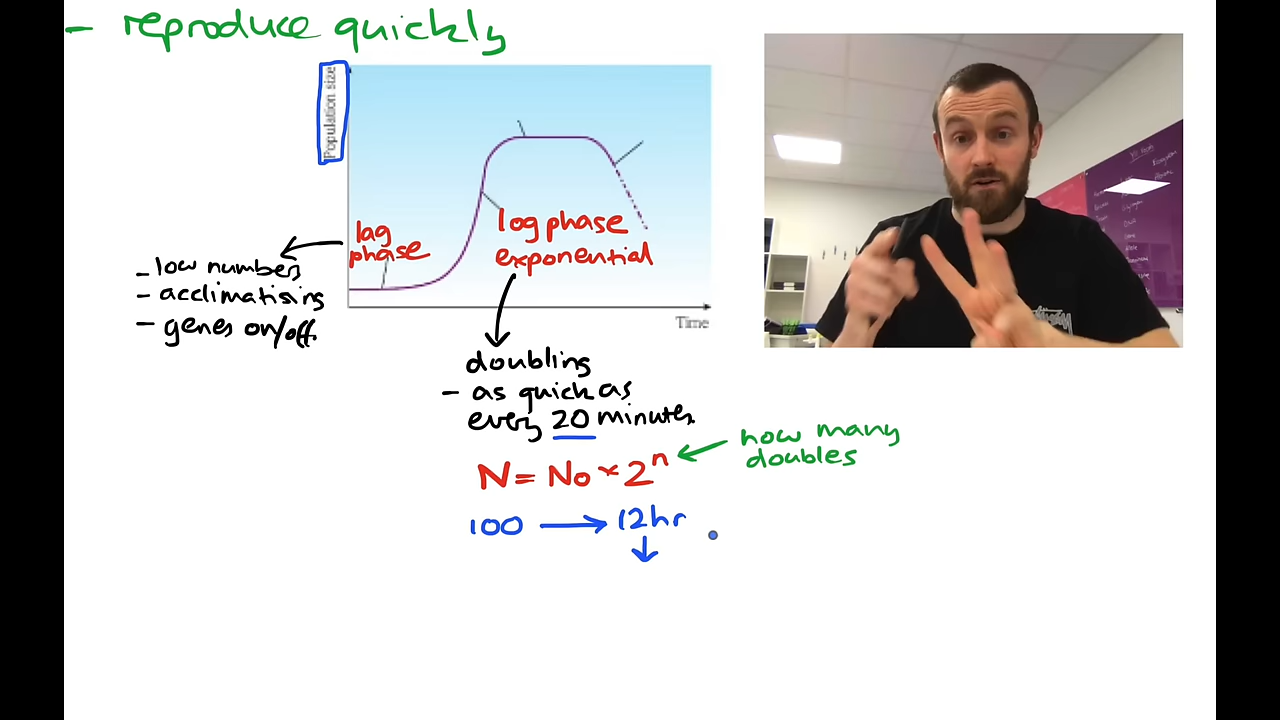 - reproduce quickly
Population size
lag
phase
log phase
exponential
- low numbers
- acclimatising
- genes on/off.
Time
doubling
- as quick as
every 20 minutes.
N = No × 2ⁿ
how many
doubles
100 → 12hr